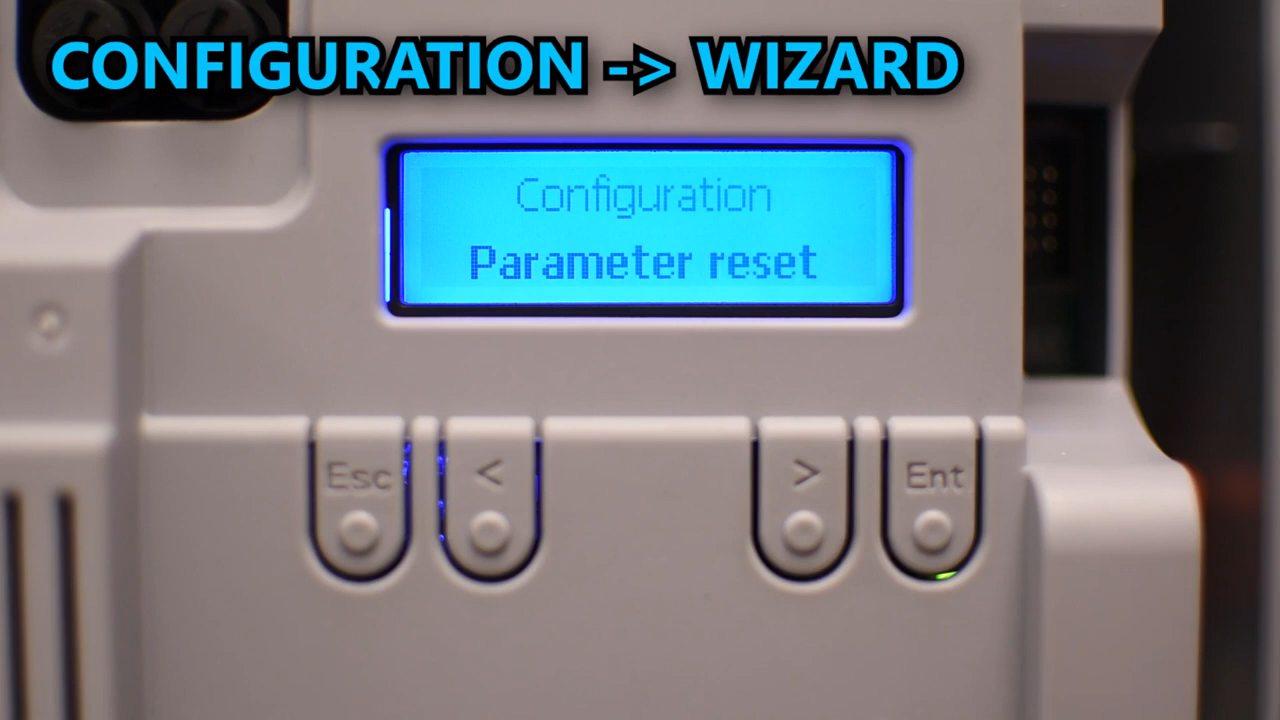 CONFIGURATION -> WIZARD
Configuration
Parameter reset
Esc < > Ent